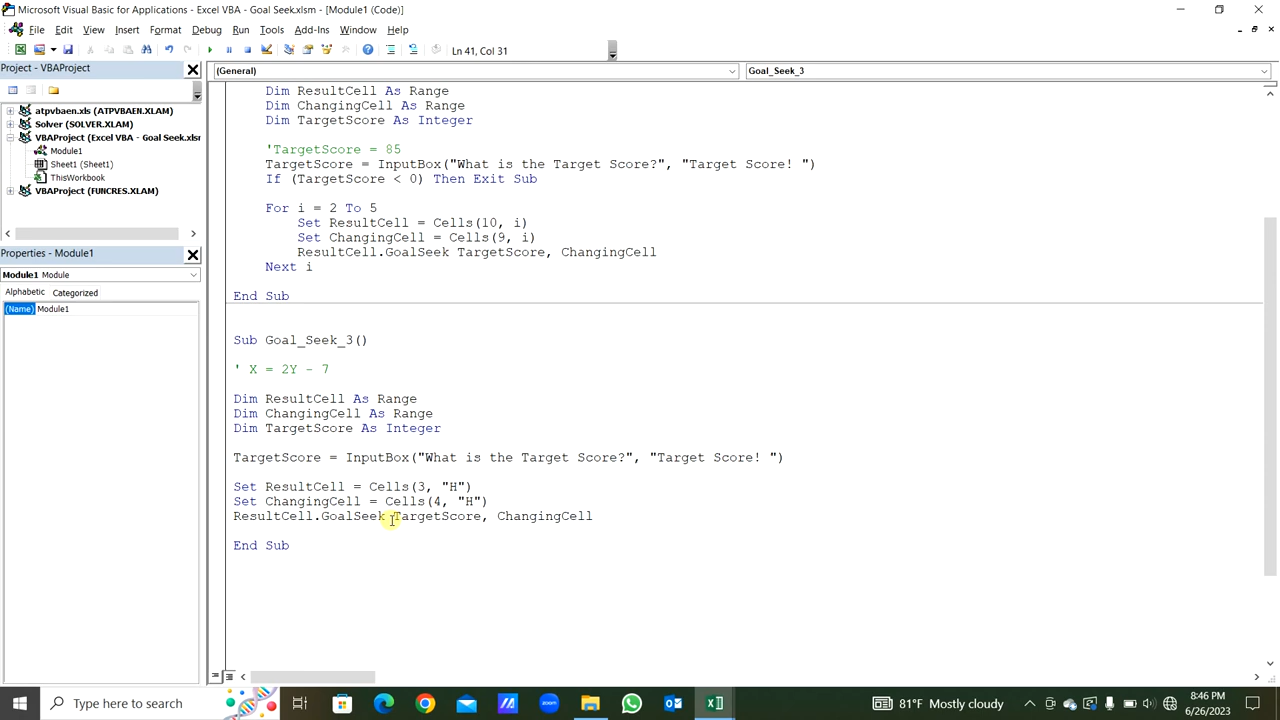 Microsoft Visual Basic for Applications - Excel VBA - Goal Seek.xlsm - [Module1 (Code)]
File Edit View Insert Format Debug Run Tools Add-Ins Window Help
Ln 41, Col 31
Project - VBAProject
(General)
Goal_Seek_3
atpvbaen.xls (ATPVBAEN.XLAM)
Solver (SOLVER.XLAM)
VBAProject (Excel VBA - Goal Seek.xlsm
Module1
Sheet1 (Sheet1)
ThisWorkbook
VBAProject (FUNCRES.XLAM)
Properties - Module1
Module1 Module
Alphabetic Categorized
(Name) Module1
Dim ResultCell As Range
Dim ChangingCell As Range
Dim TargetScore As Integer
'TargetScore = 85
TargetScore = InputBox("What is the Target Score?", "Target Score! ")
If (TargetScore < 0) Then Exit Sub
For i = 2 To 5
Set ResultCell = Cells(10, i)
Set ChangingCell = Cells(9, i)
ResultCell.GoalSeek TargetScore, ChangingCell
Next i
End Sub
Sub Goal_Seek_3()
' X = 2Y - 7
Dim ResultCell As Range
Dim ChangingCell As Range
Dim TargetScore As Integer
TargetScore = InputBox("What is the Target Score?", "Target Score! ")
Set ResultCell = Cells(3, "H")
Set ChangingCell = Cells(4, "H")
ResultCell.GoalSeek TargetScore, ChangingCell
End Sub
Type here to search
zoom
81°F Mostly cloudy
8:46 PM
6/26/2023